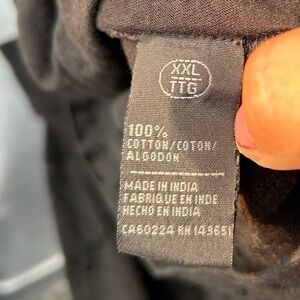 XXL
TTG
100%
COTTON/COTON/
ALGODON
MADE IN INDIA
FABRIQUE EN INDE
HECHO EN INDIA
CA60224 RN 149651